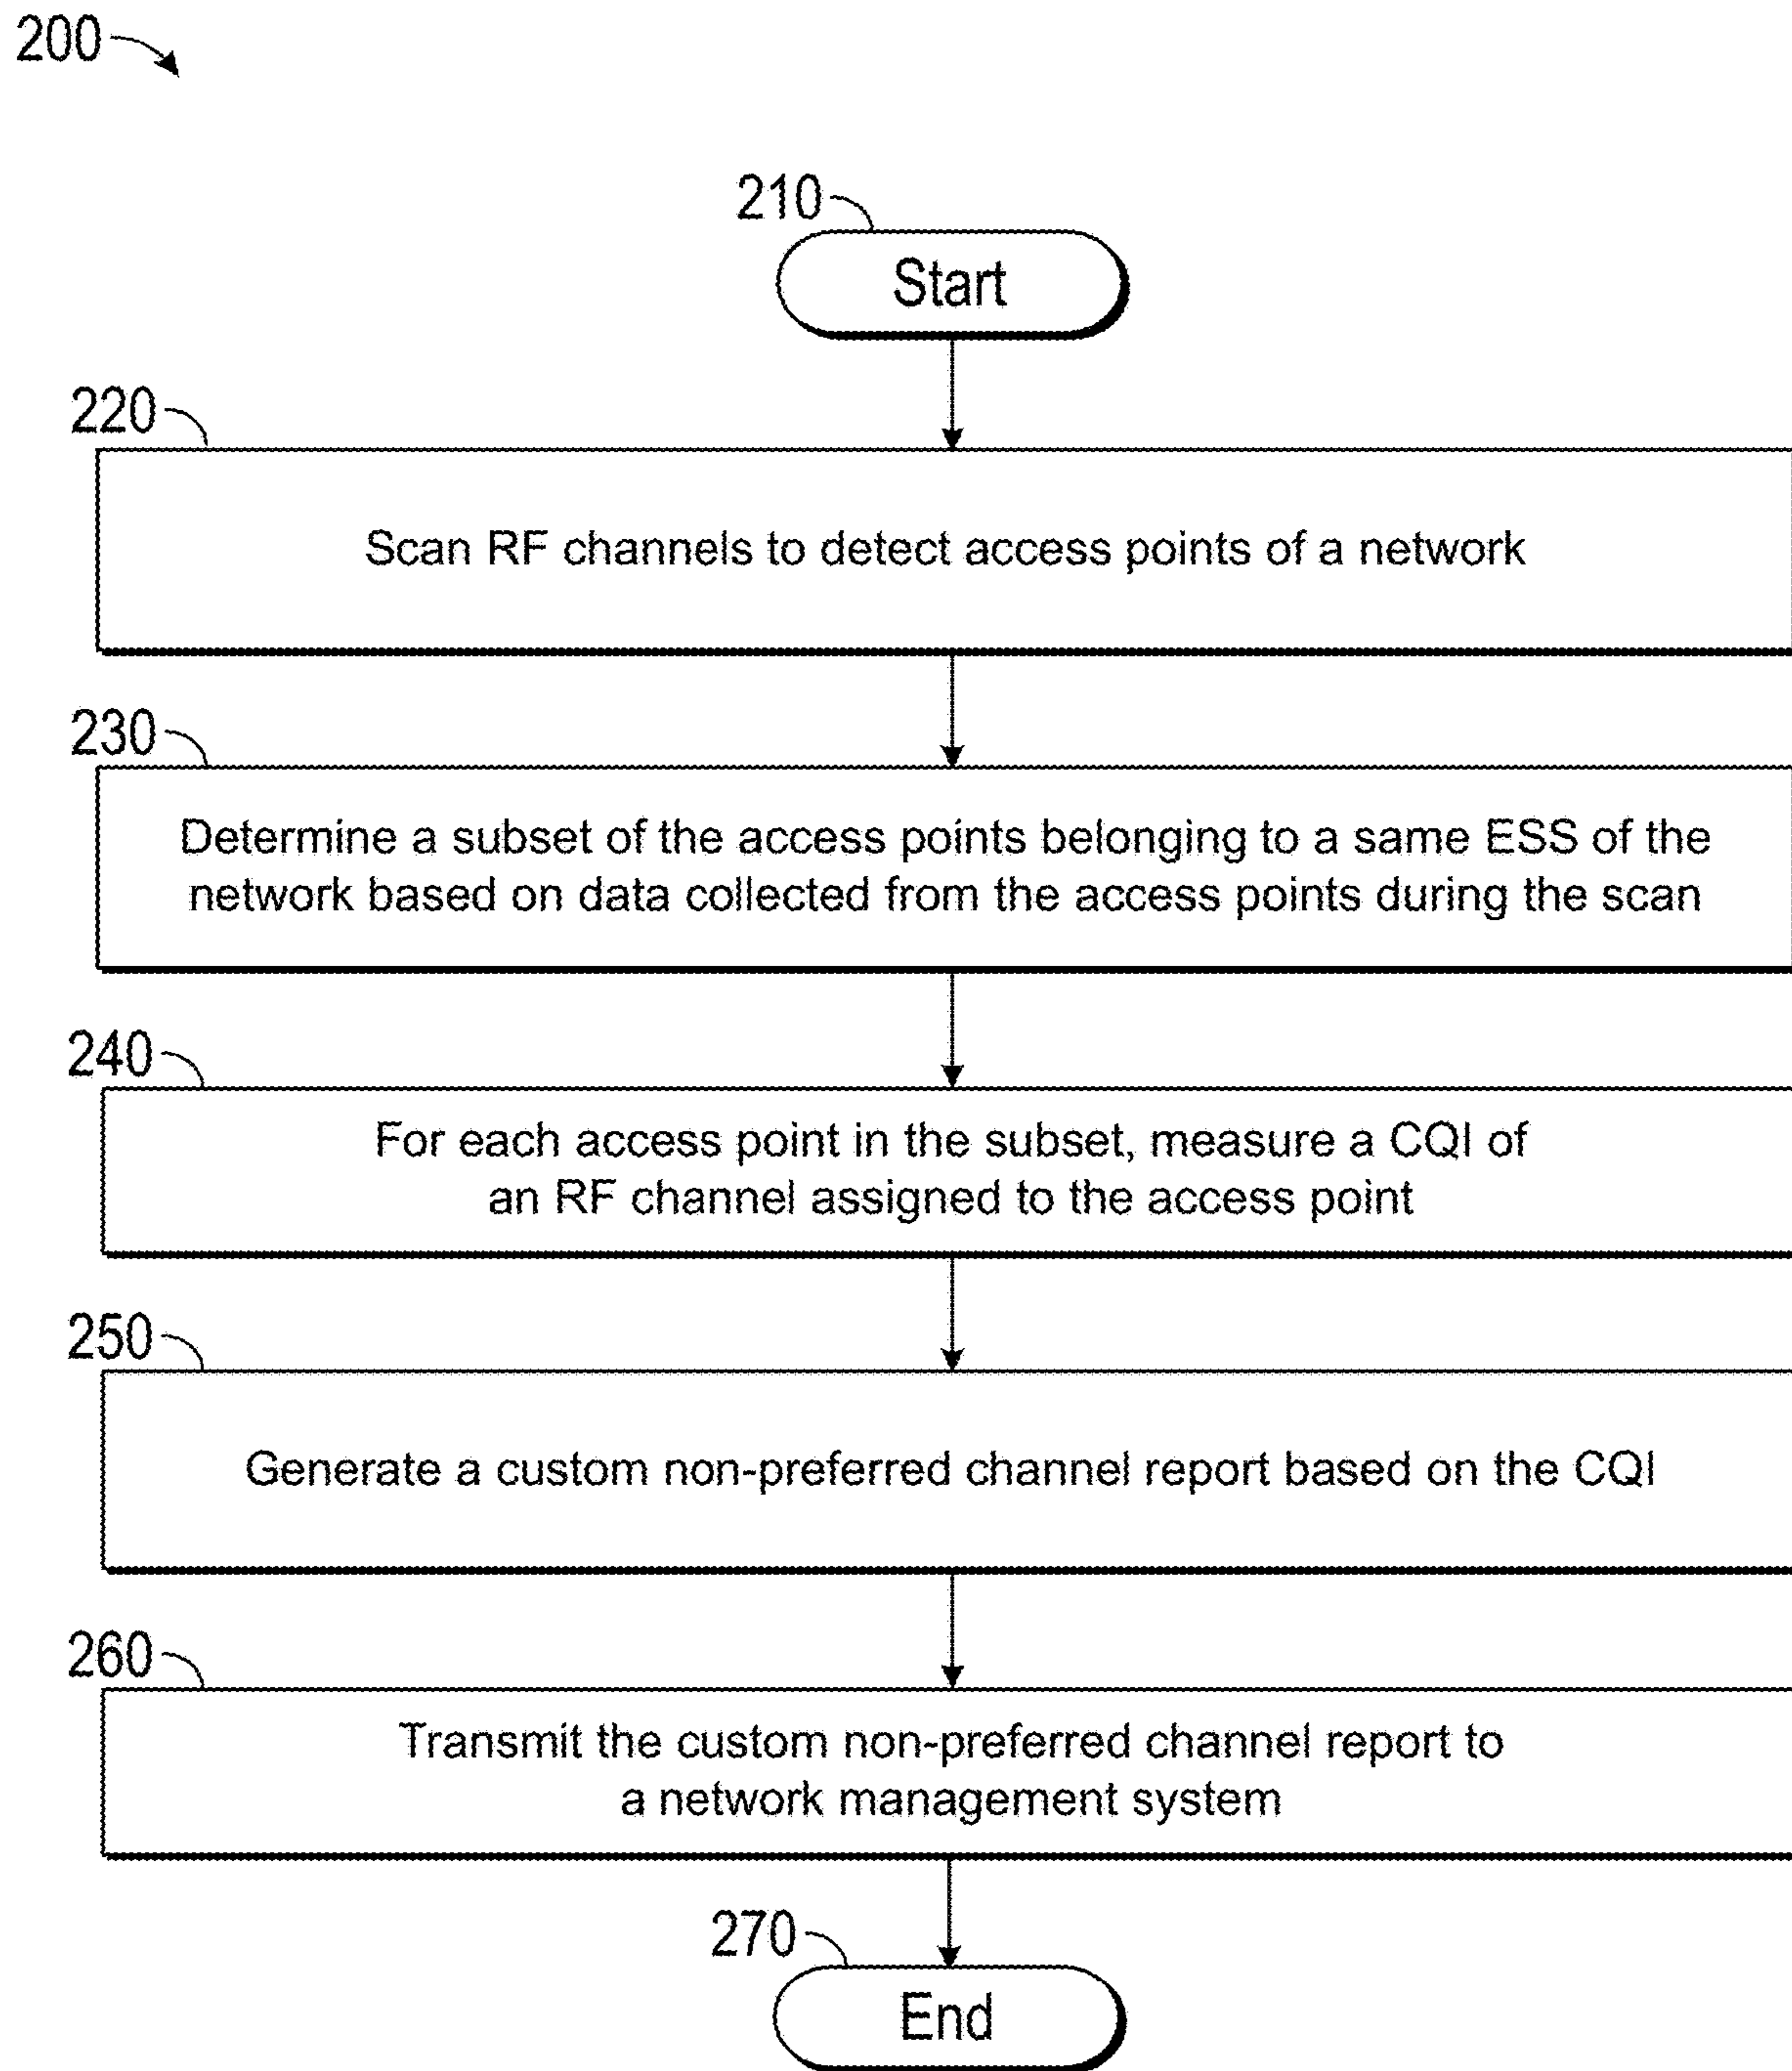 200
210
Start
220
Scan RF channels to detect access points of a network
230
Determine a subset of the access points belonging to a same ESS of the
network based on data collected from the access points during the scan
240
For each access point in the subset, measure a CQI of
an RF channel assigned to the access point
250
Generate a custom non-preferred channel report based on the CQI
260
Transmit the custom non-preferred channel report to
a network management system
270
End